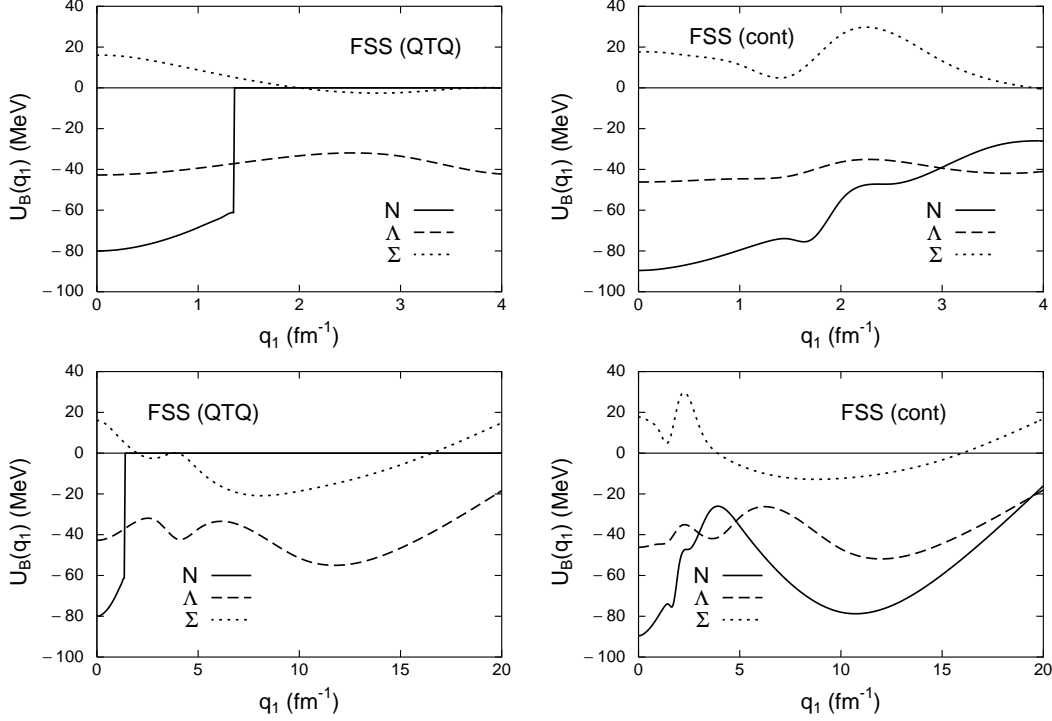 FSS (QTQ)
U_B(q_1) (MeV)
40
20
0
−20
−40
−60
−80
−100
N
Λ
Σ
0 1 2 3 4
q_1 (fm^-1)
FSS (cont)
U_B(q_1) (MeV)
40
20
0
−20
−40
−60
−80
−100
N
Λ
Σ
0 1 2 3 4
q_1 (fm^-1)
FSS (QTQ)
U_B(q_1) (MeV)
40
20
0
−20
−40
−60
−80
−100
N
Λ
Σ
0 5 10 15 20
q_1 (fm^-1)
FSS (cont)
U_B(q_1) (MeV)
40
20
0
−20
−40
−60
−80
−100
N
Λ
Σ
0 5 10 15 20
q_1 (fm^-1)